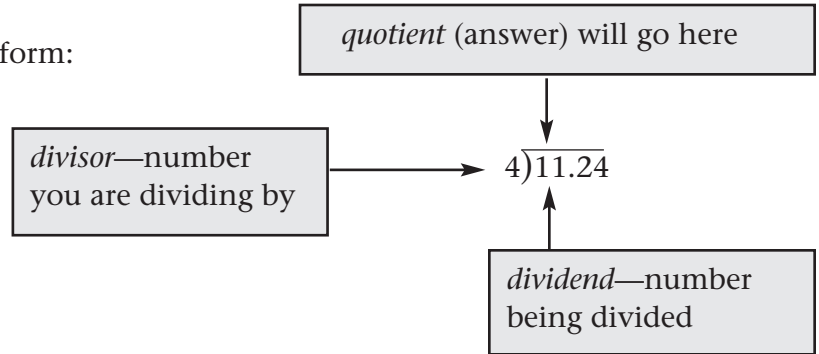 form:
quotient (answer) will go here
divisor—number
you are dividing by
4)11.24
dividend—number
being divided